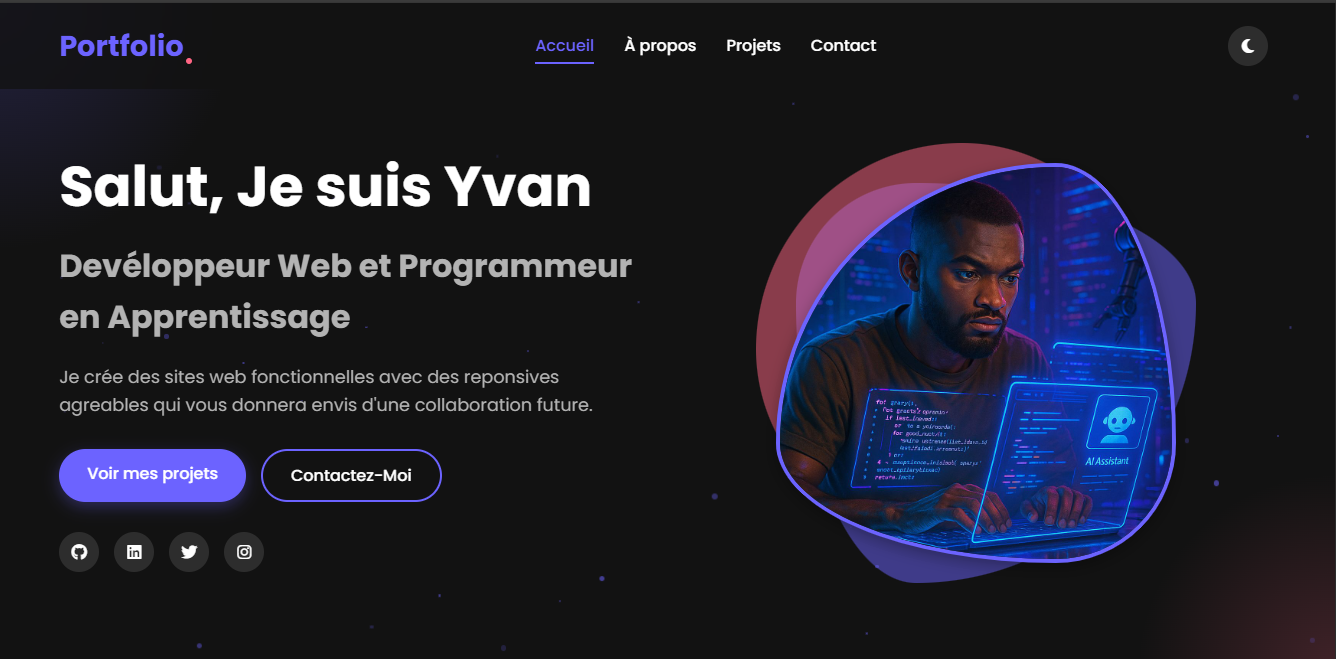 Portfolio.
Accueil À propos Projets Contact
Salut, Je suis Yvan
Devéloppeur Web et Programmeur
en Apprentissage
Je crée des sites web fonctionnelles avec des reponsives
agreables qui vous donnera envis d'une collaboration future.
Voir mes projets Contactez-Moi
AI Assistant